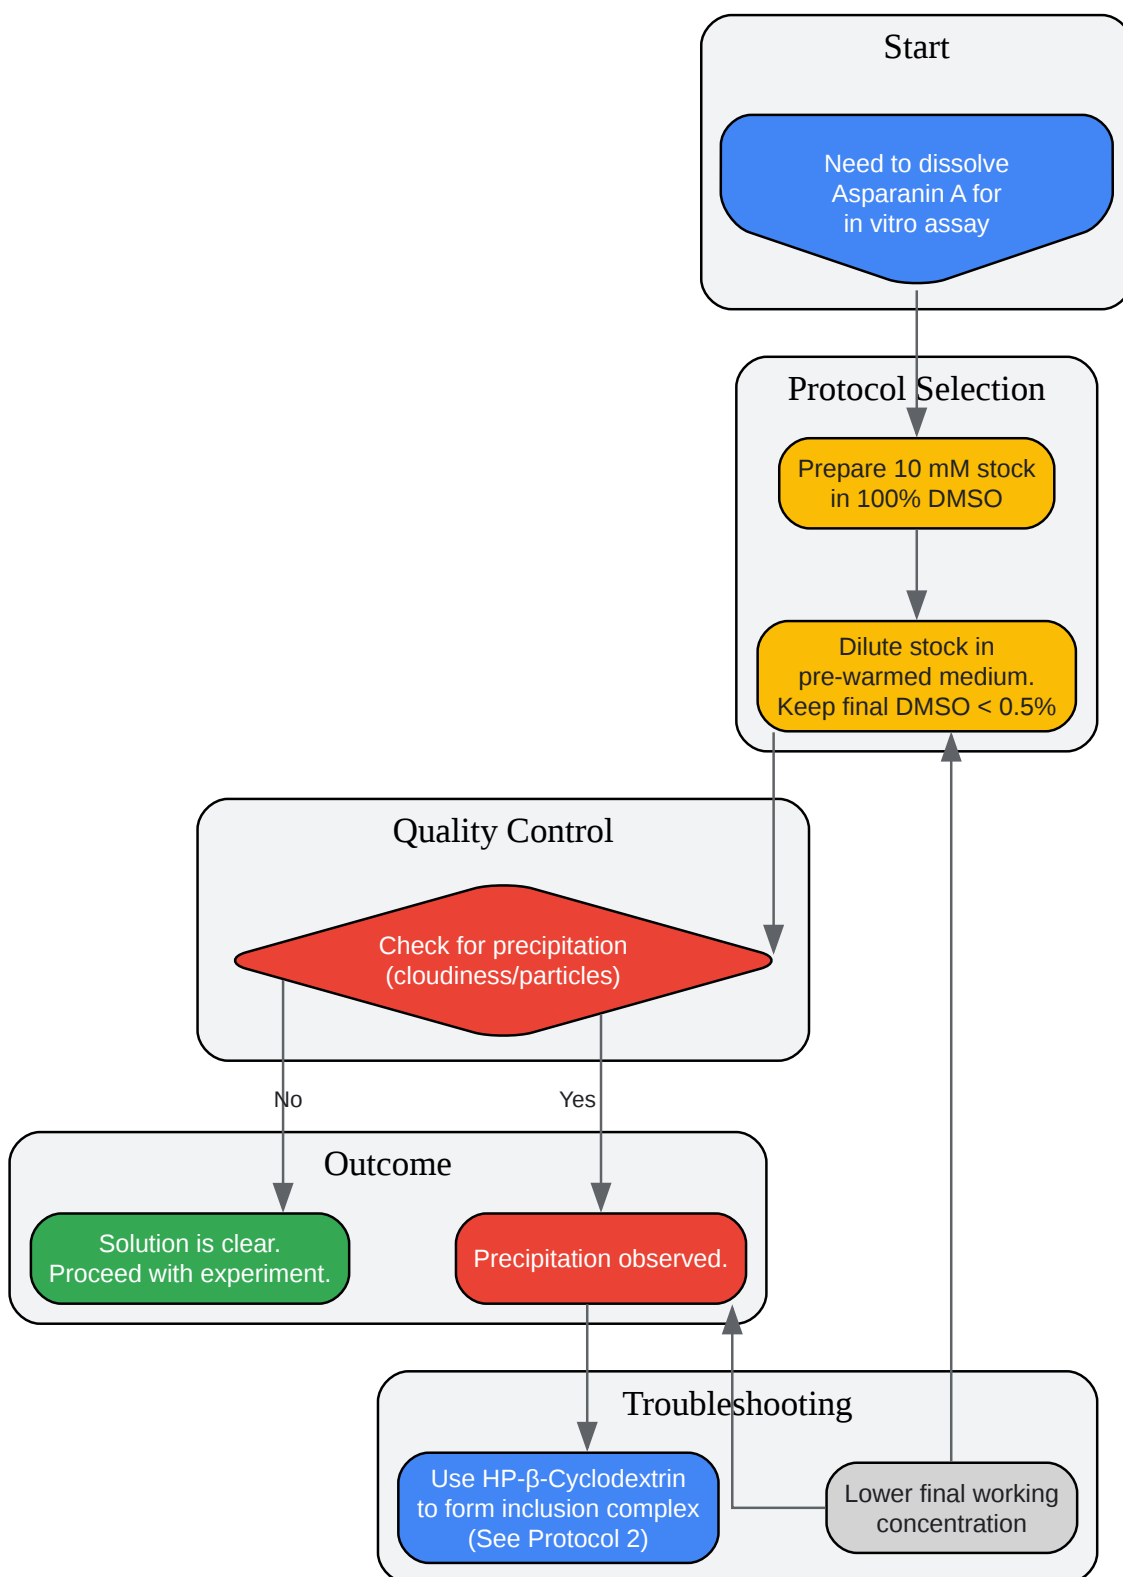 Start
Need to dissolve
Asparanin A for
in vitro assay
Protocol Selection
Prepare 10 mM stock
in 100% DMSO
Dilute stock in
pre-warmed medium.
Keep final DMSO < 0.5%
Quality Control
Check for precipitation
(cloudiness/particles)
No
Yes
Outcome
Solution is clear.
Proceed with experiment.
Precipitation observed.
Troubleshooting
Use HP-β-Cyclodextrin
to form inclusion complex
(See Protocol 2)
Lower final working
concentration